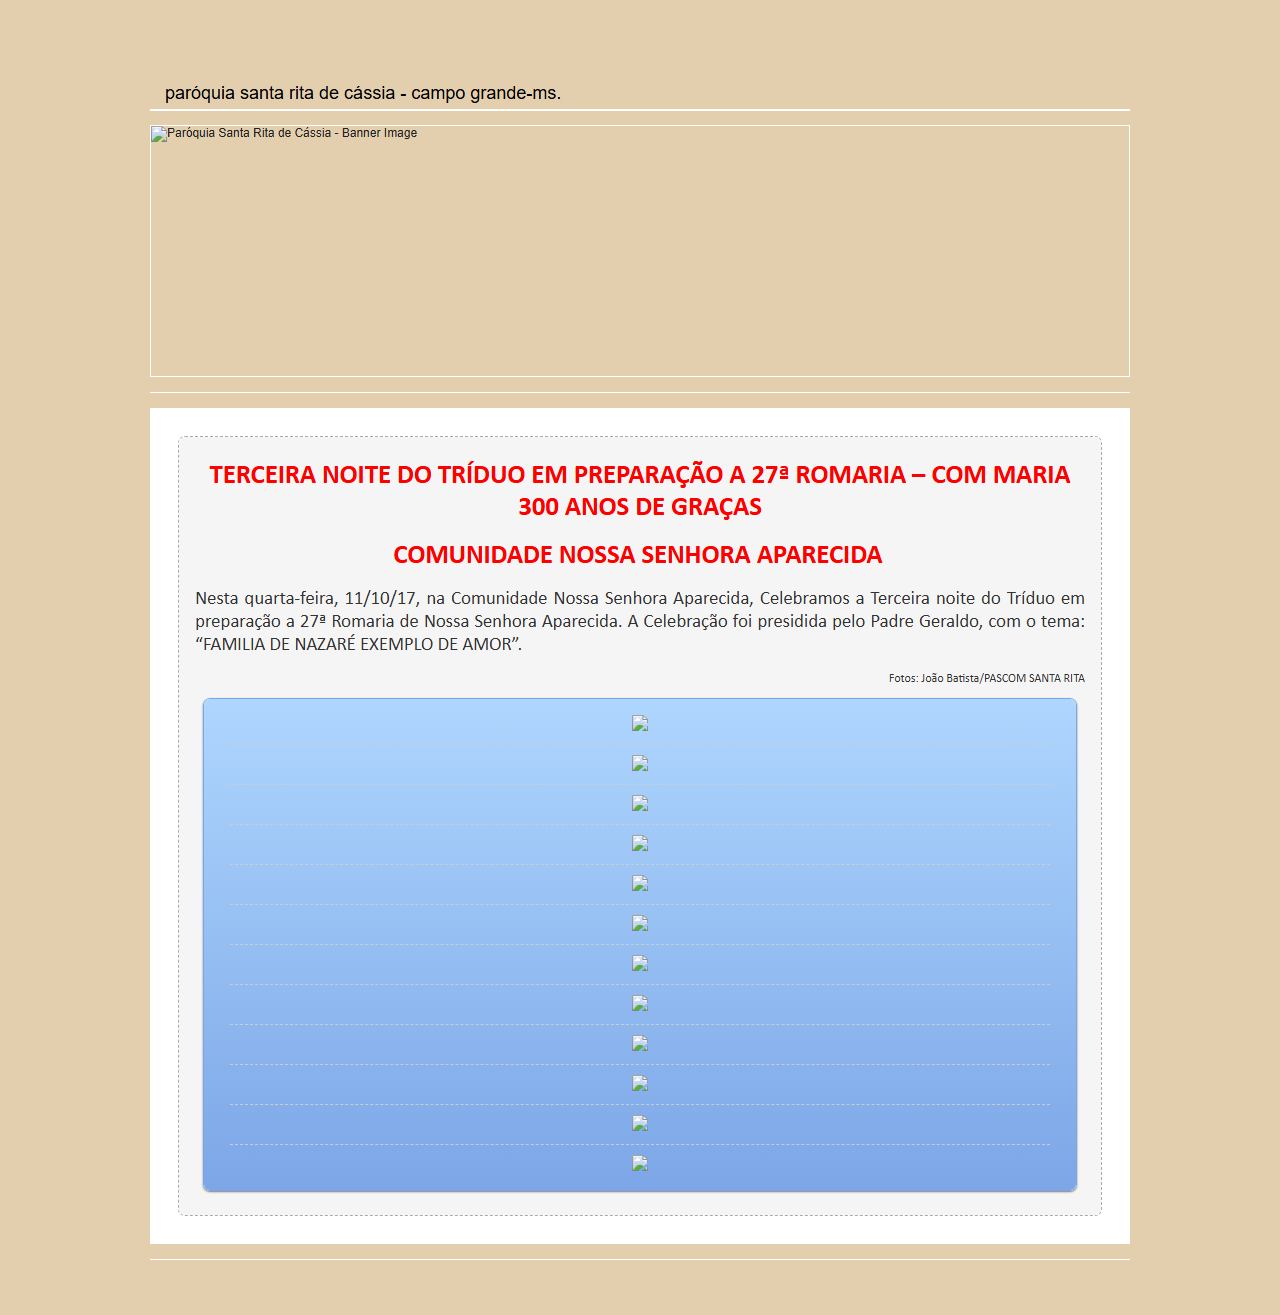 paróquia santa rita de cássia - campo grande-ms.
Paróquia Santa Rita de Cássia - Banner Image
TERCEIRA NOITE DO TRÍDUO EM PREPARAÇÃO A 27ª ROMARIA – COM MARIA
300 ANOS DE GRAÇAS
COMUNIDADE NOSSA SENHORA APARECIDA
Nesta quarta-feira, 11/10/17, na Comunidade Nossa Senhora Aparecida, Celebramos a Terceira noite do Tríduo em
preparação a 27ª Romaria de Nossa Senhora Aparecida. A Celebração foi presidida pelo Padre Geraldo, com o tema:
“FAMILIA DE NAZARÉ EXEMPLO DE AMOR”.
Fotos: João Batista/PASCOM SANTA RITA